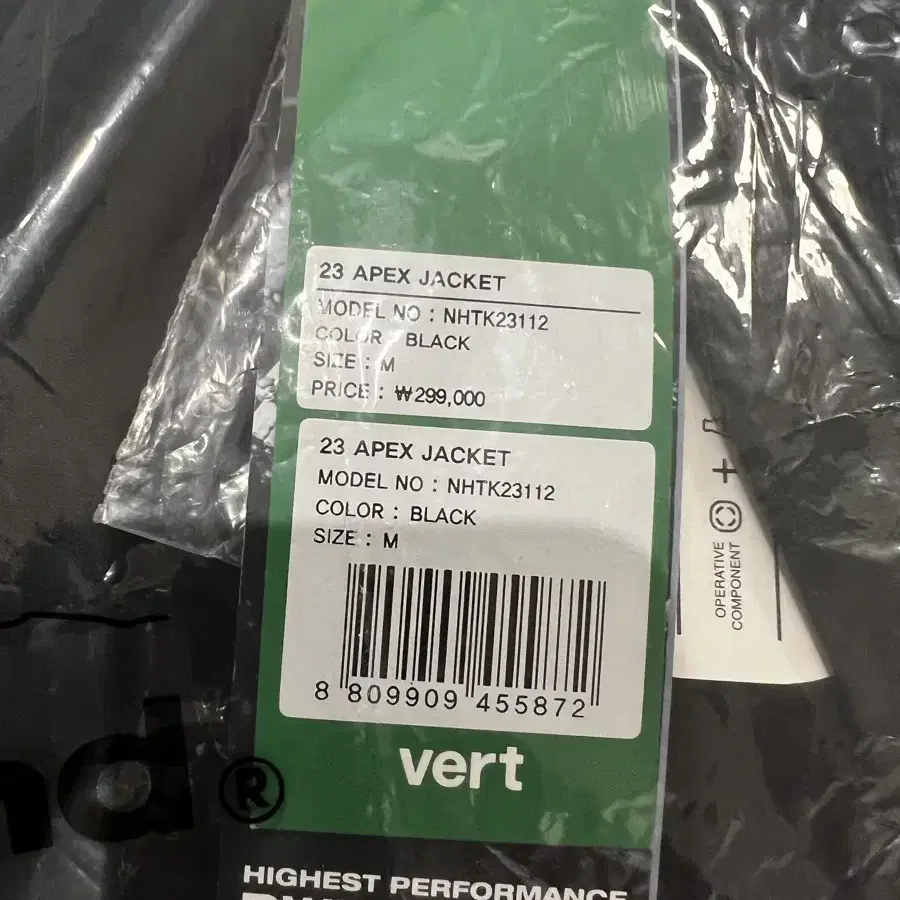 23 APEX JACKET
MODEL NO : NHTK23112
COLOR : BLACK
SIZE : M
PRICE : ₩299,000
23 APEX JACKET
MODEL NO : NHTK23112
COLOR : BLACK
SIZE : M
8 809909 455872
vert
OPERATIVE
COMPONENT
nd®
HIGHEST PERFORMANCE